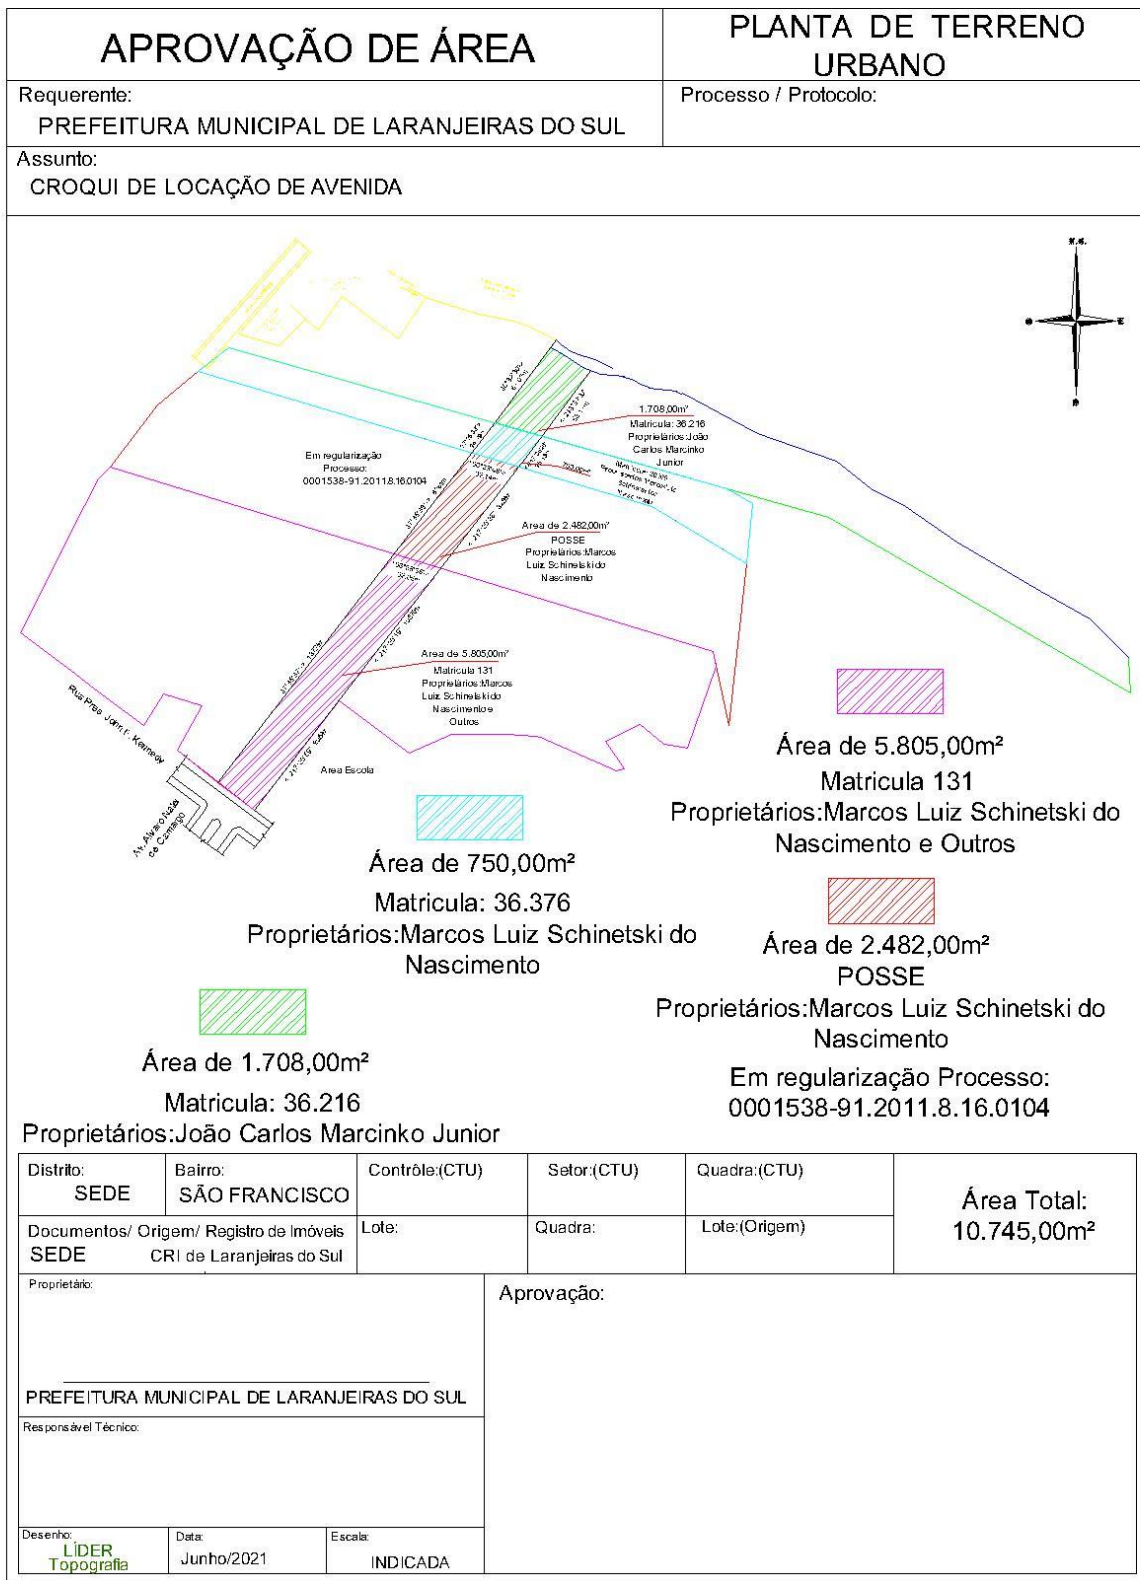 APROVAÇÃO DE ÁREA
PLANTA DE TERRENO
URBANO
Requerente:
PREFEITURA MUNICIPAL DE LARANJEIRAS DO SUL
Processo / Protocolo:
Assunto:
CROQUI DE LOCAÇÃO DE AVENIDA
1.708,00m²
Matricula: 36.216
Proprietários:João
Carlos Marcinko
Junior
Em regularização
Processo:
0001538-91.2011.8.16.0104
Area de 2.482,00m²
POSSE
Proprietários:Marcos
Luiz Schinetski do
Nascimento
Area de 5.805,00m²
Matricula 131
Proprietários:Marcos
Luiz Schinetski do
Nascimento e
Outros
Rua Pres. John F. Kennedy
Area Escola
de Camargo
Área de 5.805,00m²
Matricula 131
Proprietários:Marcos Luiz Schinetski do
Nascimento e Outros
Área de 750,00m²
Matricula: 36.376
Proprietários:Marcos Luiz Schinetski do
Nascimento
Área de 2.482,00m²
POSSE
Proprietários:Marcos Luiz Schinetski do
Nascimento
Em regularização Processo:
0001538-91.2011.8.16.0104
Área de 1.708,00m²
Matricula: 36.216
Proprietários:João Carlos Marcinko Junior
Distrito:
SEDE
Bairro:
SÃO FRANCISCO
Contrôle:(CTU)
Setor:(CTU)
Quadra:(CTU)
Área Total:
10.745,00m²
Documentos/ Origem/ Registro de Imóveis
SEDE CRI de Laranjeiras do Sul
Lote:
Quadra:
Lote:(Origem)
Proprietário:
PREFEITURA MUNICIPAL DE LARANJEIRAS DO SUL
Aprovação:
Responsável Técnico:
Desenho:
LÍDER
Topografia
Data:
Junho/2021
Escala:
INDICADA